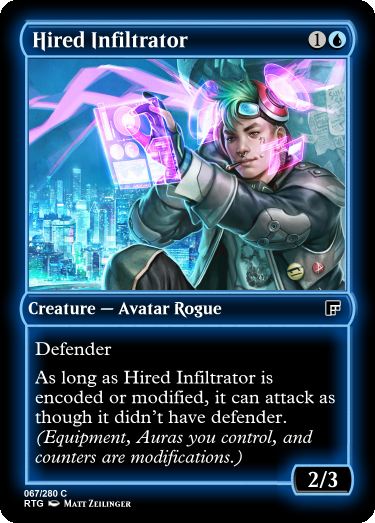 Hired Infiltrator 1
Creature — Avatar Rogue
Defender
As long as Hired Infiltrator is
encoded or modified, it can attack as
though it didn't have defender.
(Equipment, Auras you control, and
counters are modifications.)
2/3
067/280 C
RTG Matt Zeilinger